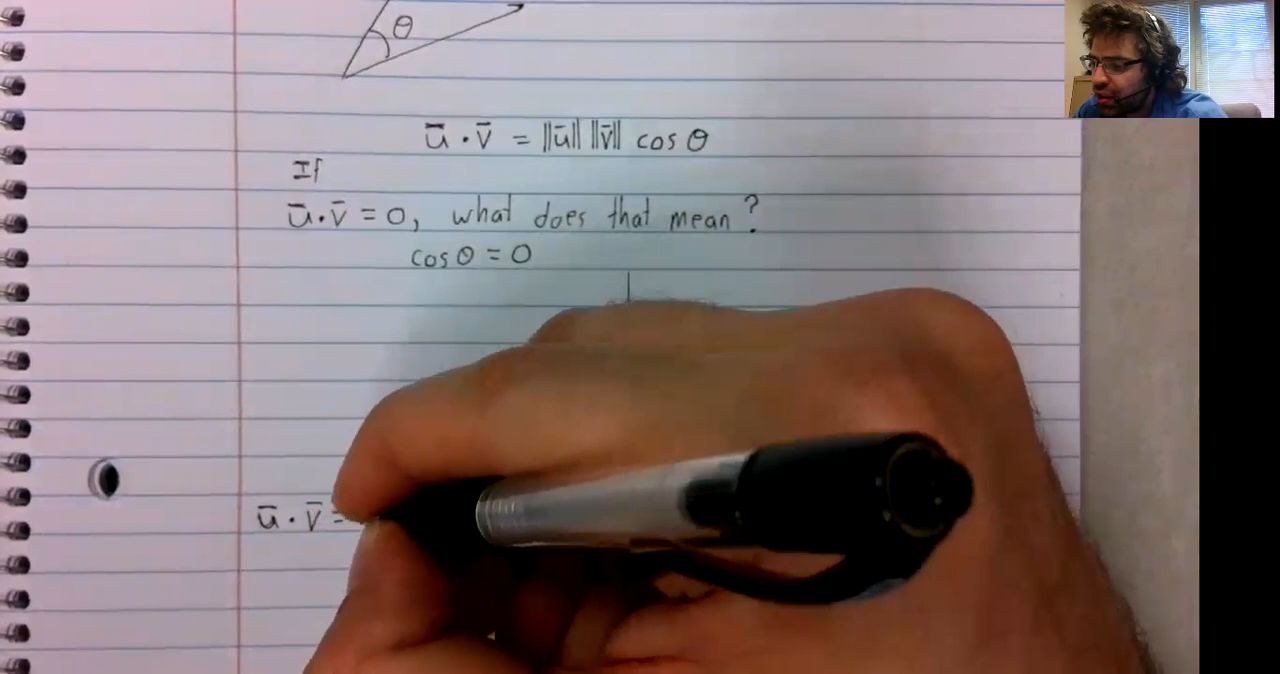 θ
ū · v̄ = ||ū|| ||v̄|| cos θ
If
ū · v̄ = 0, what does that mean?
cos θ = 0
ū · v̄ =